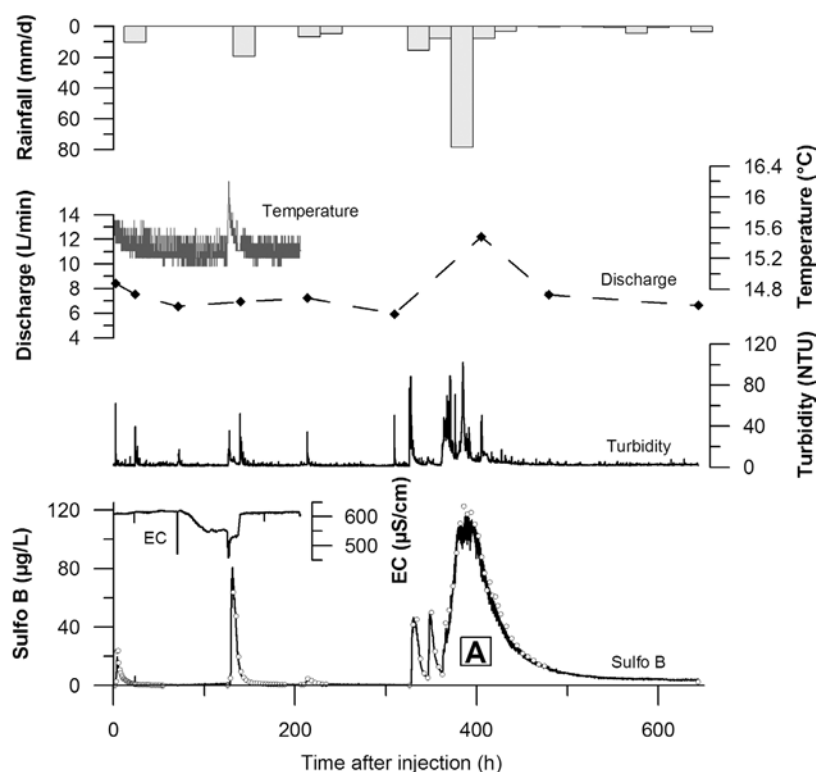 Rainfall (mm/d)
0
20
40
60
80
Temperature (°C)
16.4
16
15.6
15.2
14.8
Discharge (L/min)
14
12
10
8
6
4
Temperature
Discharge
Turbidity (NTU)
120
80
40
0
Turbidity
Sulfo B (µg/L)
120
80
40
0
EC
EC (µS/cm)
600
500
A
Sulfo B
0
200
400
600
Time after injection (h)